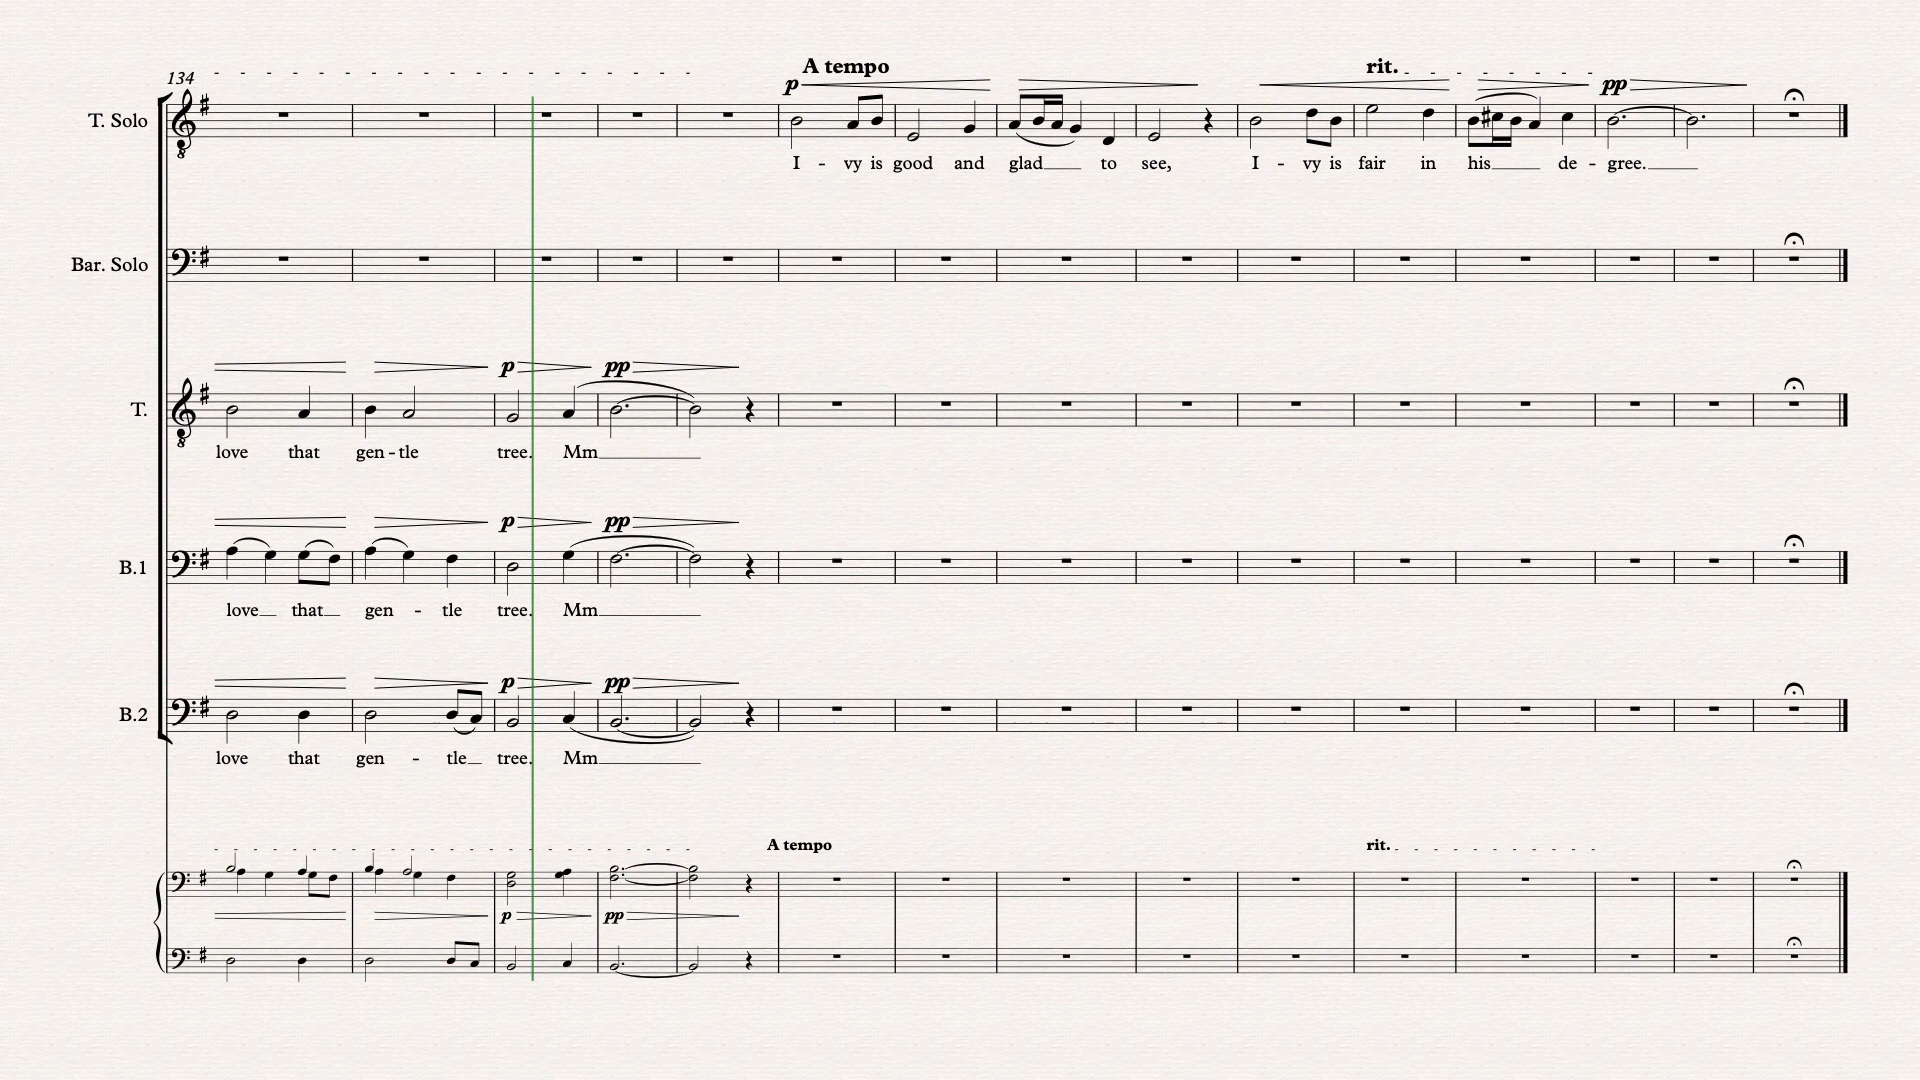 A tempo rit.
134
p pp
T. Solo
I - vy is good and glad to see, I - vy is fair in his de - gree.
Bar. Solo
p pp
T.
love that gen - tle tree. Mm
p pp
B.1
love that gen - tle tree. Mm
p pp
B.2
love that gen - tle tree. Mm
A tempo rit.
p pp